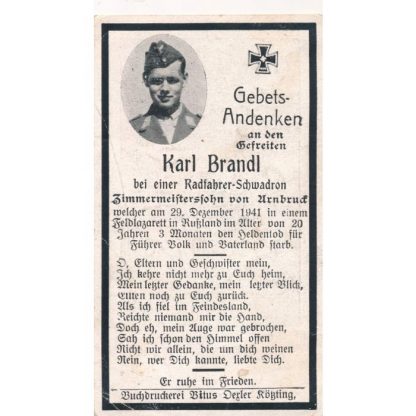 Gebets-
Andenken
an den
Gefreiten
Karl Brandl
bei einer Radfahrer-Schwadron
Zimmermeisterssohn von Arnbruck
welcher am 29. Dezember 1941 in einem
Feldlazarett in Rußland im Alter von 20
Jahren 3 Monaten den Heldentod für
Führer Volk und Vaterland starb.
O, Eltern und Geschwister mein,
Ich kehre nicht mehr zu Euch heim,
Mein letzter Gedanke, mein letzter Blick,
Eilten noch zu Euch zurück.
Als ich fiel im Feindesland,
Reichte niemand mir die Hand,
Doch eh, mein Auge war gebrochen,
Sah ich schon den Himmel offen
Nicht wir allein, die um dich weinen
Nein, wer dich kannte, liebte Dich.
Er ruhe im Frieden.
Buchdruckerei Vitus Oexler Kötzting.